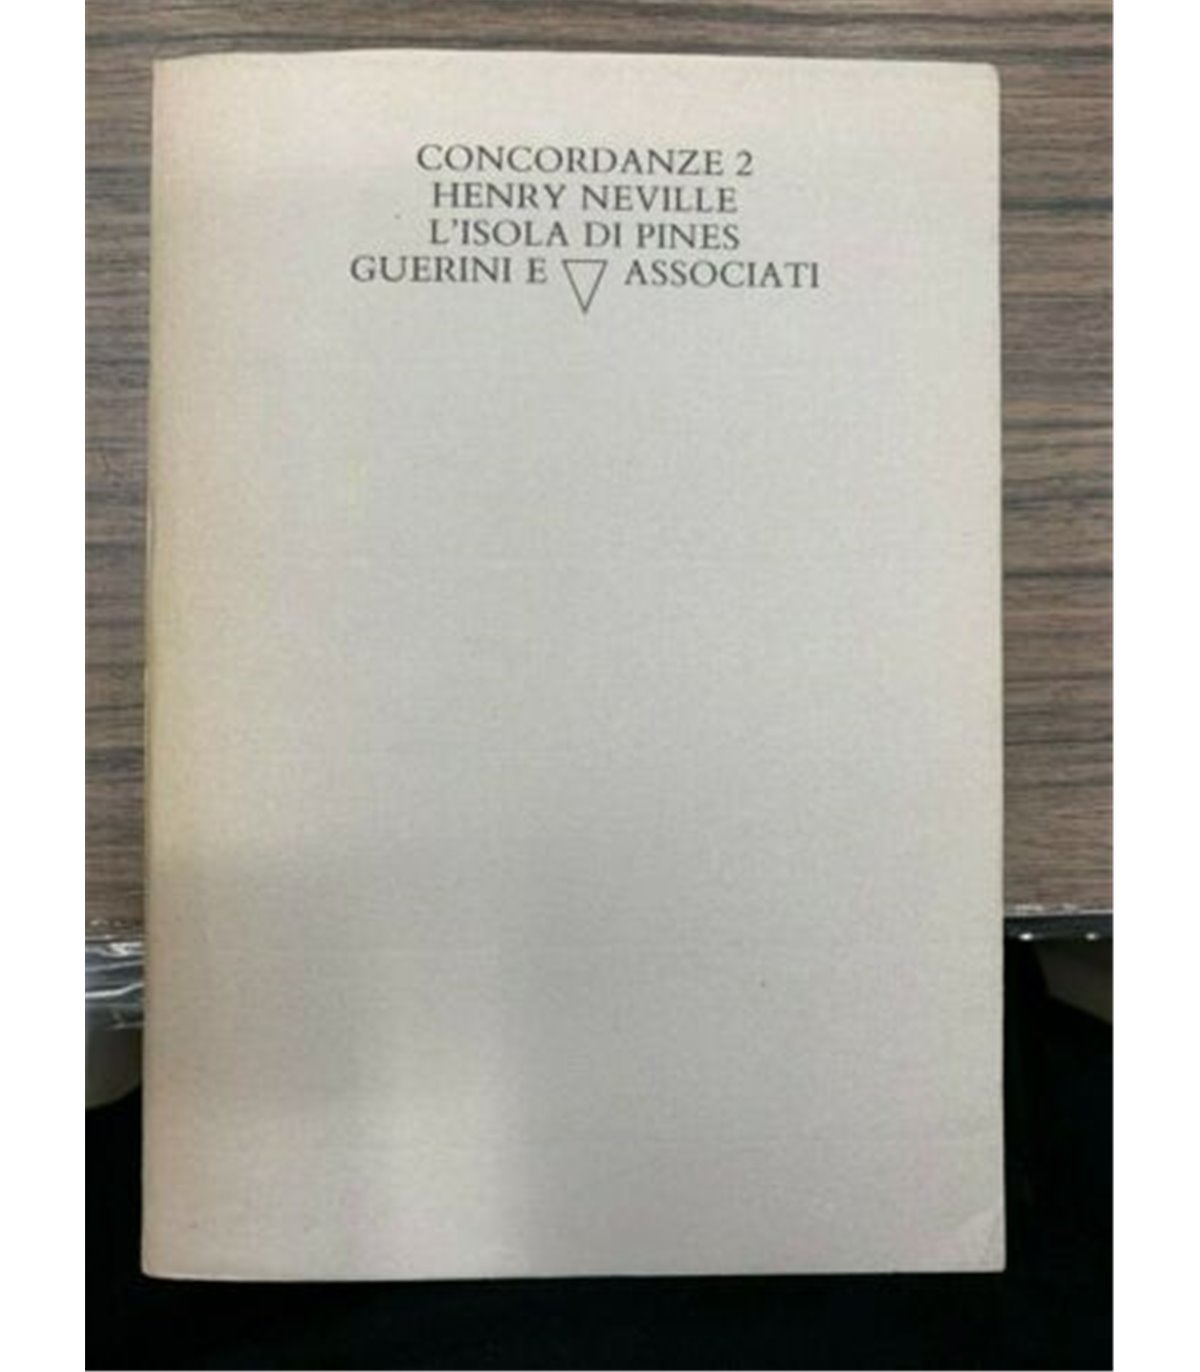 CONCORDANZE 2
HENRY NEVILLE
L'ISOLA DI PINES
GUERINI E ASSOCIATI